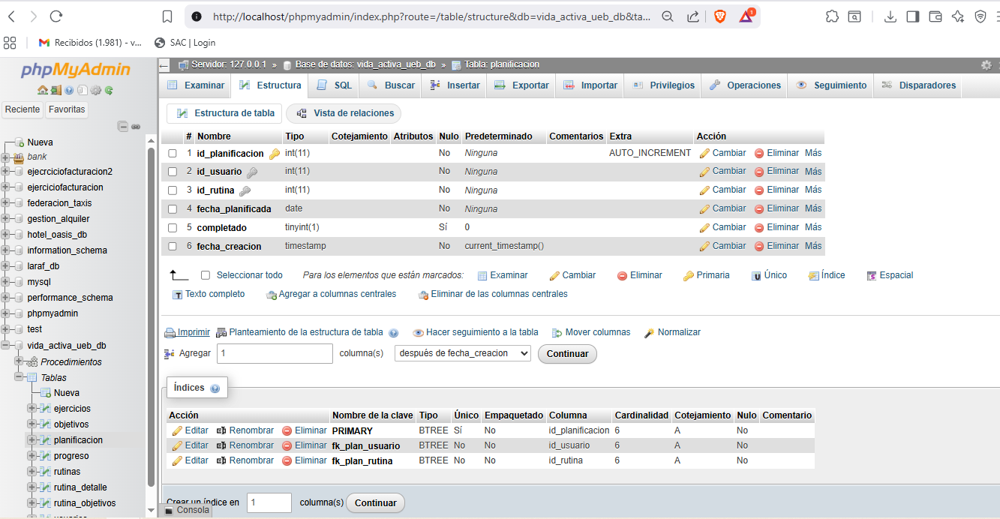 http://localhost/phpmyadmin/index.php?route=/table/structure&db=vida_activa_ueb_db&ta... 1
Recibidos (1.981) - v... SAC | Login
phpMyAdmin
Reciente Favoritas
Nueva
bank
ejecrciciofacturacion2
ejerciciofacturacion
federacion_taxis
gestion_alquiler
hotel_oasis_db
information_schema
laraf_db
mysql
performance_schema
phpmyadmin
test
vida_activa_ueb_db
Procedimientos
Tablas
Nueva
ejercicios
objetivos
planificacion
progreso
rutinas
rutina_detalle
rutina_objetivos
Servidor: 127.0.0.1 » Base de datos: vida_activa_ueb_db » Tabla: planificacion
Examinar Estructura SQL Buscar Insertar Exportar Importar Privilegios Operaciones Seguimiento Disparadores
Estructura de tabla Vista de relaciones
# Nombre Tipo Cotejamiento Atributos Nulo Predeterminado Comentarios Extra Acción
1 id_planificacion int(11) No Ninguna AUTO_INCREMENT Cambiar Eliminar Más
2 id_usuario int(11) No Ninguna Cambiar Eliminar Más
3 id_rutina int(11) No Ninguna Cambiar Eliminar Más
4 fecha_planificada date No Ninguna Cambiar Eliminar Más
5 completado tinyint(1) Sí 0 Cambiar Eliminar Más
6 fecha_creacion timestamp No current_timestamp() Cambiar Eliminar Más
Seleccionar todo Para los elementos que están marcados: Examinar Cambiar Eliminar Primaria Único Índice Espacial
Texto completo Agregar a columnas centrales Eliminar de las columnas centrales
Imprimir Planteamiento de la estructura de tabla Hacer seguimiento a la tabla Mover columnas Normalizar
Agregar 1 columna(s) después de fecha_creacion Continuar
Índices
Acción Nombre de la clave Tipo Único Empaquetado Columna Cardinalidad Cotejamiento Nulo Comentario
Editar Renombrar Eliminar PRIMARY BTREE Sí No id_planificacion 6 A No
Editar Renombrar Eliminar fk_plan_usuario BTREE No No id_usuario 6 A No
Editar Renombrar Eliminar fk_plan_rutina BTREE No No id_rutina 6 A No
Crear un índice en 1 columna(s) Continuar
Consola